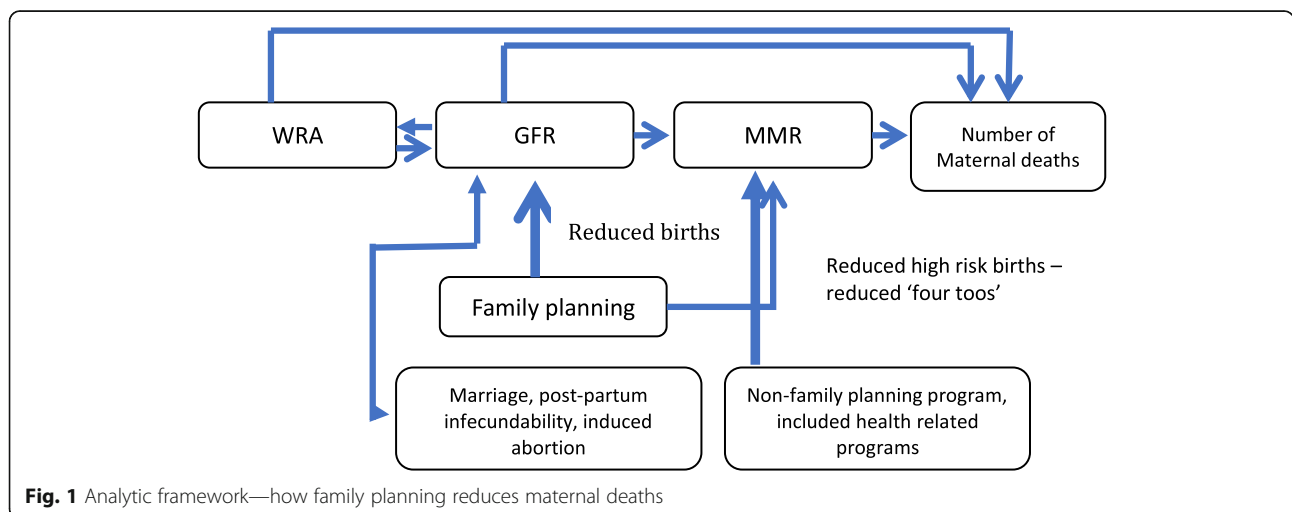 WRA
GFR
MMR
Number of
Maternal deaths
Reduced births
Reduced high risk births –
reduced ‘four toos’
Family planning
Marriage, post-partum
infecundability, induced
abortion
Non-family planning program,
included health related
programs
Fig. 1 Analytic framework—how family planning reduces maternal deaths